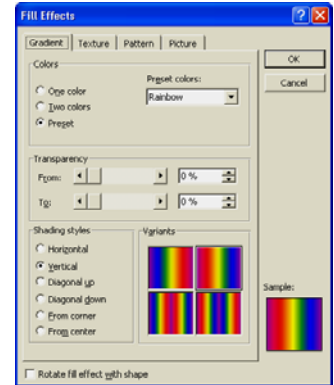 Fill Effects
Gradient Texture Pattern Picture
OK
Cancel
Colors
One color
Two colors
Preset
Preset colors:
Rainbow
Transparency
From: 0 %
To: 0 %
Shading styles
Horizontal
Vertical
Diagonal up
Diagonal down
From corner
From center
Variants
Sample:
Rotate fill effect with shape